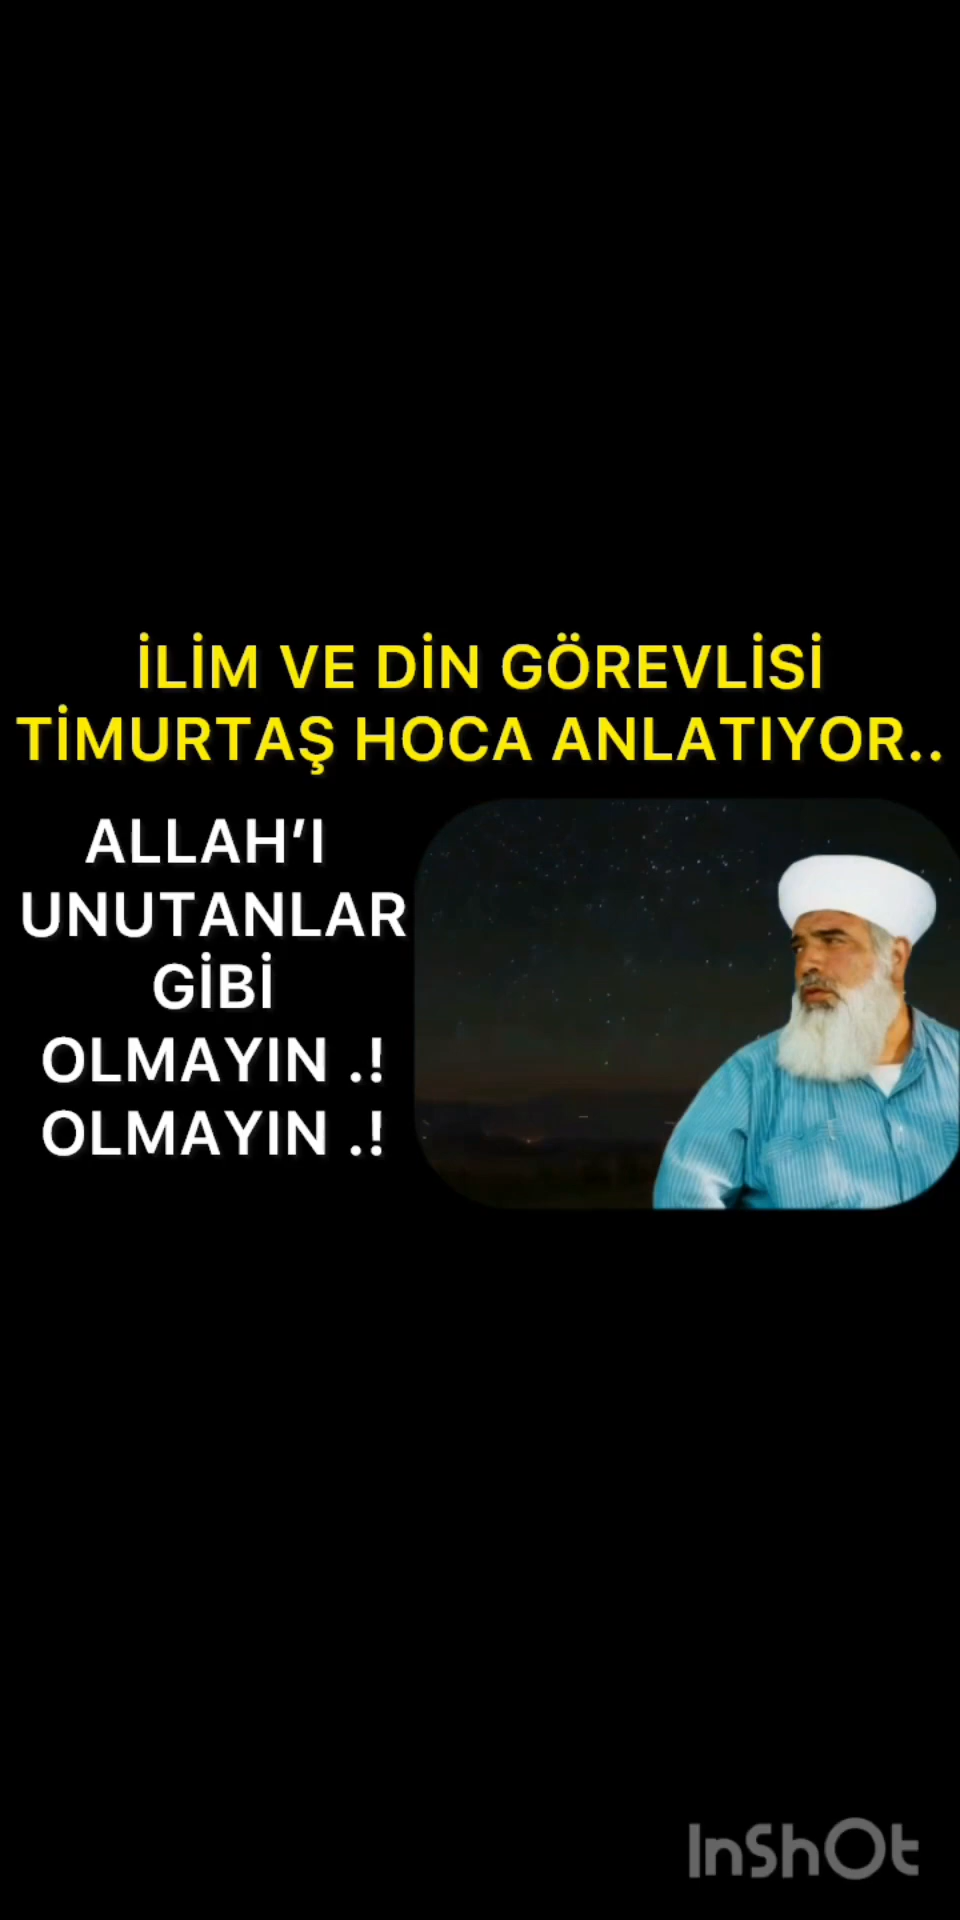 İLİM VE DİN GÖREVLİSİ
TİMURTAŞ HOCA ANLATIYOR..
ALLAH’I
UNUTANLAR
GİBİ
OLMAYIN .!
OLMAYIN .!
InShOt